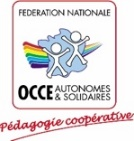 FEDERATION NATIONALE
OCCE AUTONOMES
& SOLIDAIRES
Pédagogie coopérative